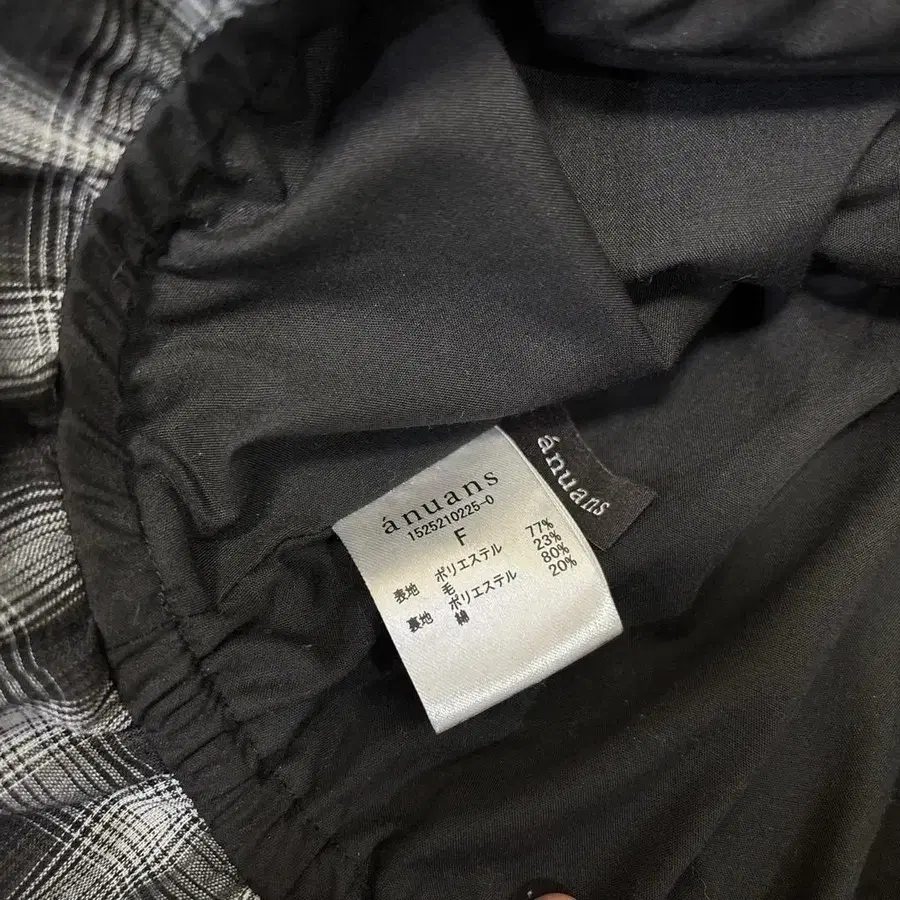 ánuans
1525210225-0
F
表地 ポリエステル 77%
毛 23%
裏地 ポリエステル 80%
綿 20%
ánuans